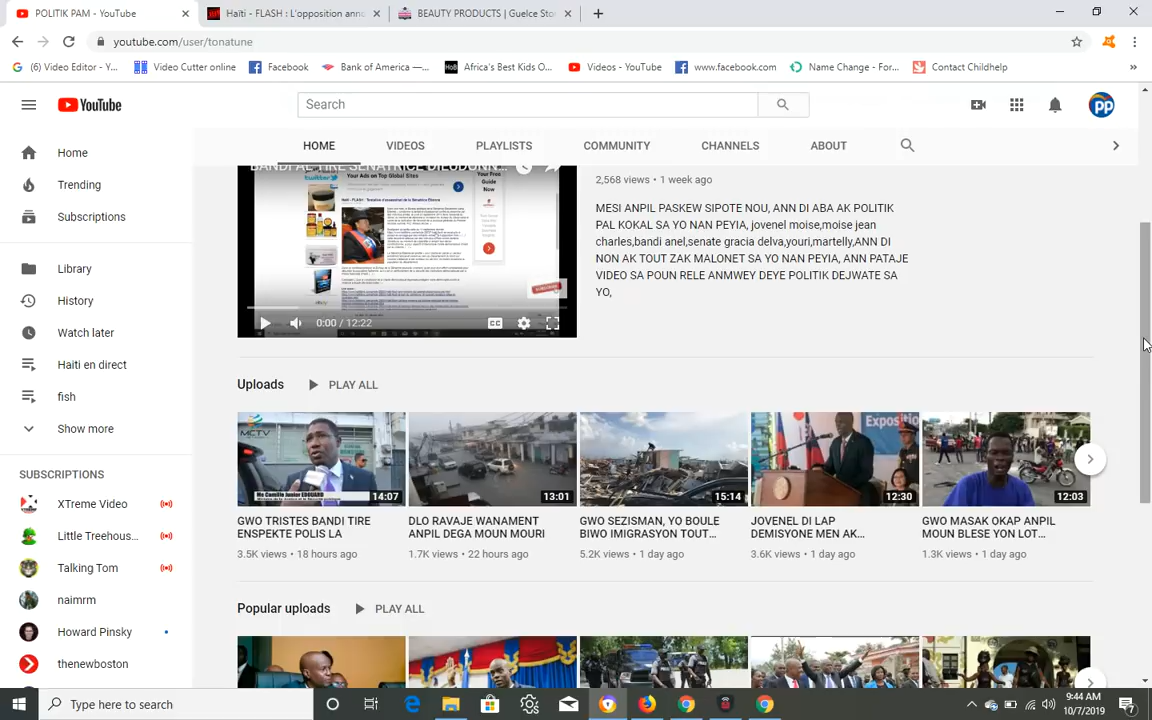 POLITIK PAM - YouTube
Haïti - FLASH : L'opposition anno
BEAUTY PRODUCTS | Guelce Sto
youtube.com/user/tonatune
(6) Video Editor - Y...
Video Cutter online
Facebook
Bank of America —...
Africa's Best Kids O...
Videos - YouTube
www.facebook.com
Name Change - For...
Contact Childhelp
YouTube
Search
HOME
VIDEOS
PLAYLISTS
COMMUNITY
CHANNELS
ABOUT
Home
Trending
Subscriptions
Library
History
Watch later
Haiti en direct
fish
Show more
SUBSCRIPTIONS
XTreme Video
Little Treehous...
Talking Tom
naimrm
Howard Pinsky
thenewboston
0:00 / 12:22
2,568 views • 1 week ago
MESI ANPIL PASKEW SIPOTE NOU, ANN DI ABA AK POLITIK
PAL KOKAL SA YO NAN PEYIA, jovenel moise,moise jean
charles,bandi anel,senate gracia delva,youri,martelly,ANN DI
NON AK TOUT ZAK MALONET SA YO NAN PEYIA, ANN PATAJE
VIDEO SA POUN RELE ANMWEY DEYE POLITIK DEJWATE SA
YO,
Uploads
PLAY ALL
MCTV
Me Camille Junior EDOUARD
14:07
13:01
15:14
12:30
12:03
GWO TRISTES BANDI TIRE
ENSPEKTE POLIS LA
3.5K views • 18 hours ago
DLO RAVAJE WANAMENT
ANPIL DEGA MOUN MOURI
1.7K views • 22 hours ago
GWO SEZISMAN, YO BOULE
BIWO IMIGRASYON TOUT...
5.2K views • 1 day ago
JOVENEL DI LAP
DEMISYONE MEN AK...
3.6K views • 1 day ago
GWO MASAK OKAP ANPIL
MOUN BLESE YON LOT...
1.3K views • 1 day ago
Popular uploads
PLAY ALL
Type here to search
9:44 AM
10/7/2019